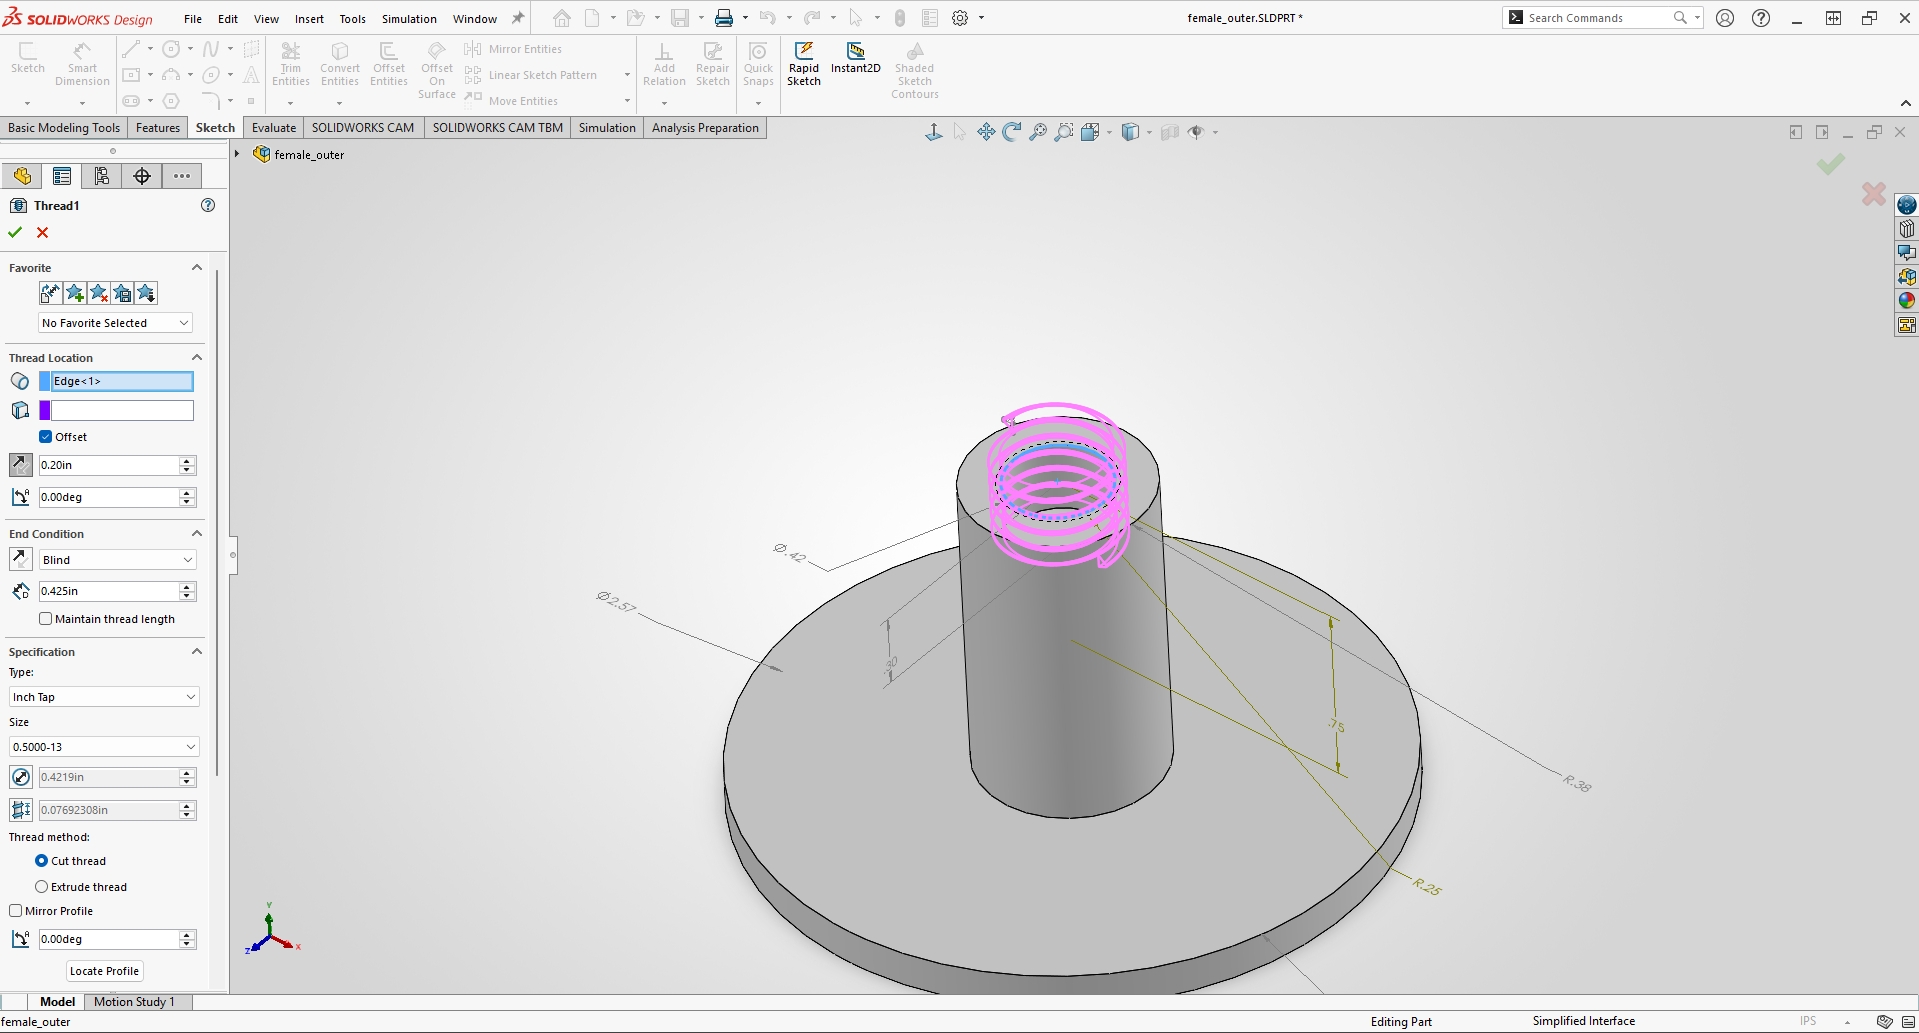 SOLIDWORKS Design
File Edit View Insert Tools Simulation Window
female_outer.SLDPRT *
Search Commands
Sketch
Smart Dimension
Trim Entities
Convert Entities
Offset Entities
Offset On Surface
Mirror Entities
Linear Sketch Pattern
Move Entities
Add Relation
Repair Sketch
Quick Snaps
Rapid Sketch
Instant2D
Shaded Sketch Contours
Basic Modeling Tools Features Sketch Evaluate SOLIDWORKS CAM SOLIDWORKS CAM TBM Simulation Analysis Preparation
female_outer
Thread1
Favorite
No Favorite Selected
Thread Location
Edge<1>
Offset
0.20in
0.00deg
End Condition
Blind
0.425in
Maintain thread length
Specification
Type:
Inch Tap
Size
0.5000-13
0.4219in
0.07692308in
Thread method:
Cut thread
Extrude thread
Mirror Profile
0.00deg
Locate Profile
Ø.42
Ø2.57
.30
.75
R.38
R.25
Y
Z
X
Model Motion Study 1
female_outer
Editing Part
Simplified Interface
IPS